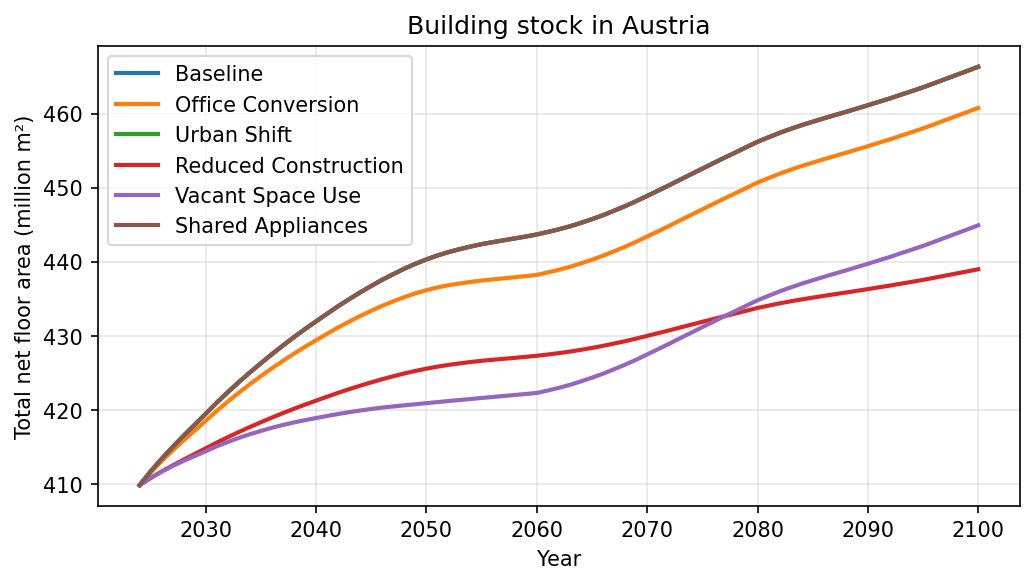 Building stock in Austria
Total net floor area (million m²)
460
450
440
430
420
410
Baseline
Office Conversion
Urban Shift
Reduced Construction
Vacant Space Use
Shared Appliances
2030 2040 2050 2060 2070 2080 2090 2100
Year